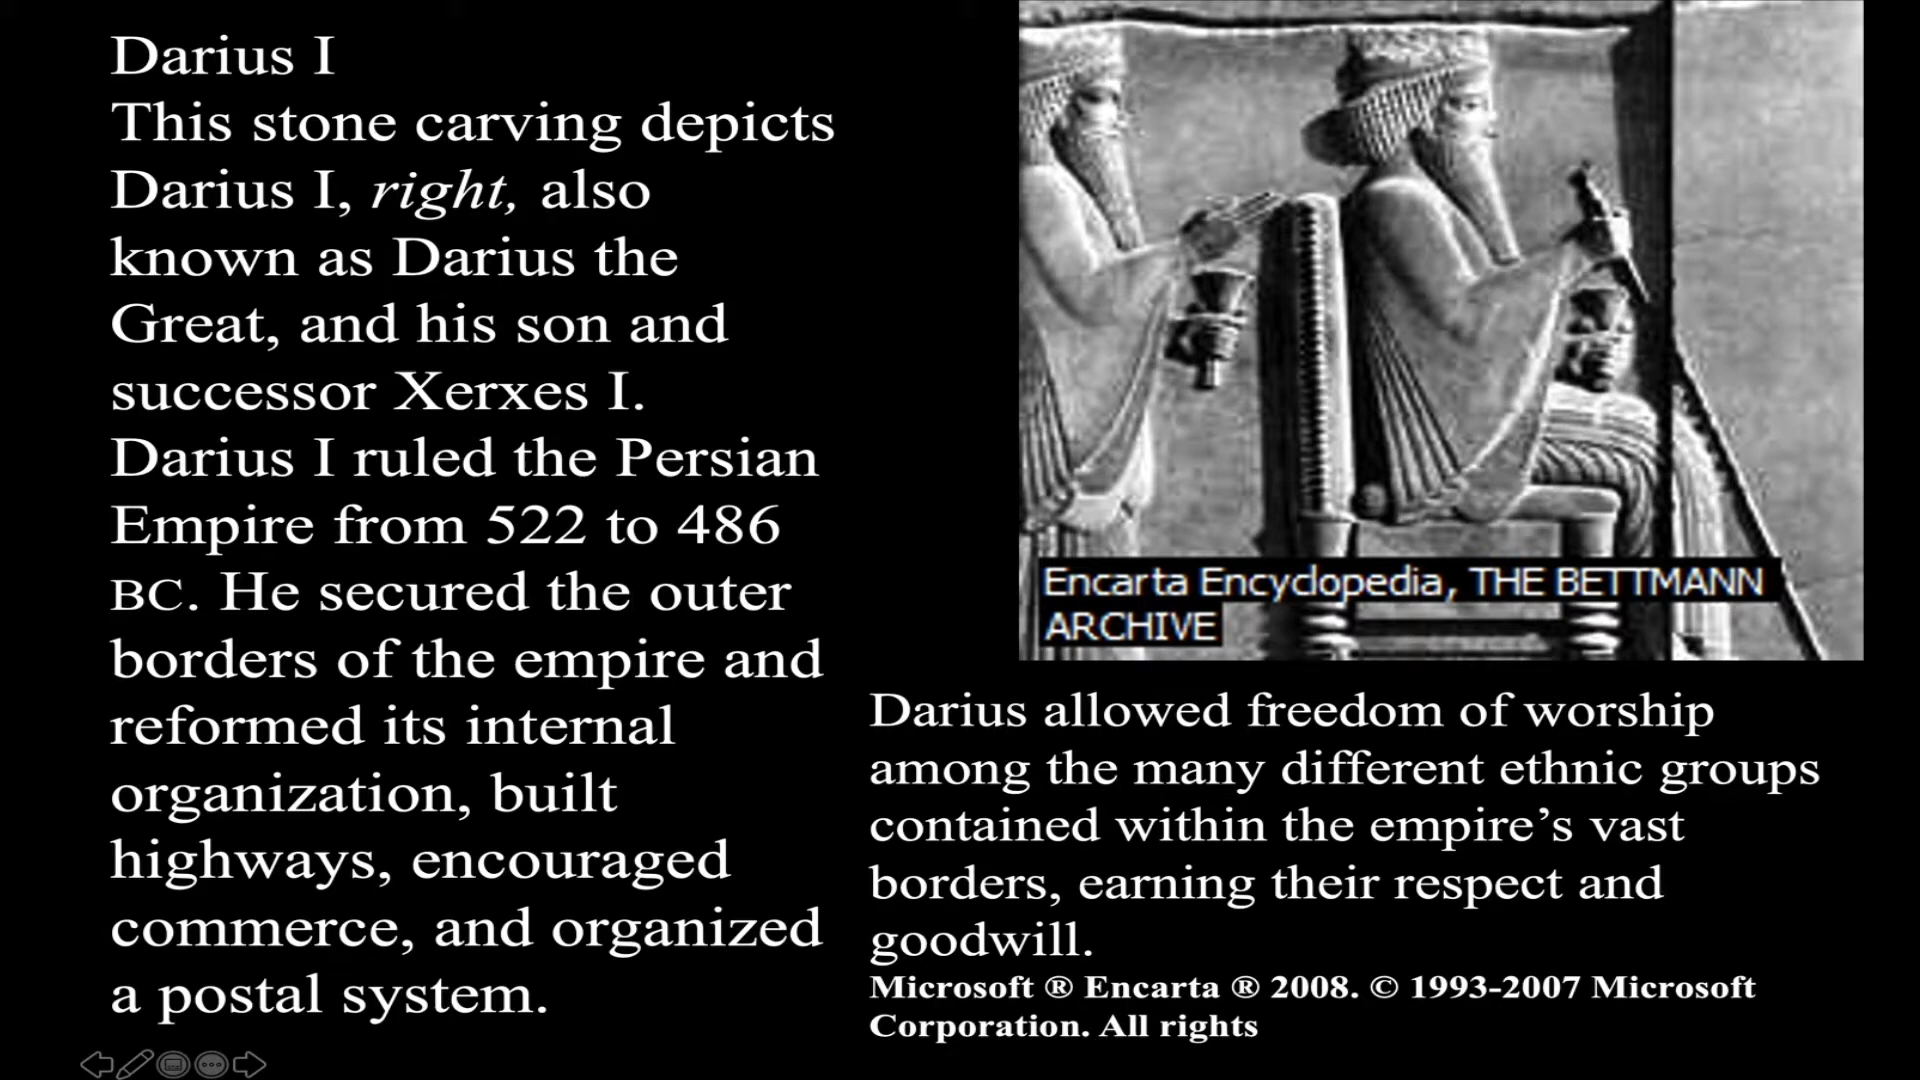 Darius I
This stone carving depicts
Darius I, right, also
known as Darius the
Great, and his son and
successor Xerxes I.
Darius I ruled the Persian
Empire from 522 to 486
BC. He secured the outer
borders of the empire and
reformed its internal
organization, built
highways, encouraged
commerce, and organized
a postal system.
Encarta Encyclopedia, THE BETTMANN
ARCHIVE
Darius allowed freedom of worship
among the many different ethnic groups
contained within the empire’s vast
borders, earning their respect and
goodwill.
Microsoft ® Encarta ® 2008. © 1993-2007 Microsoft
Corporation. All rights